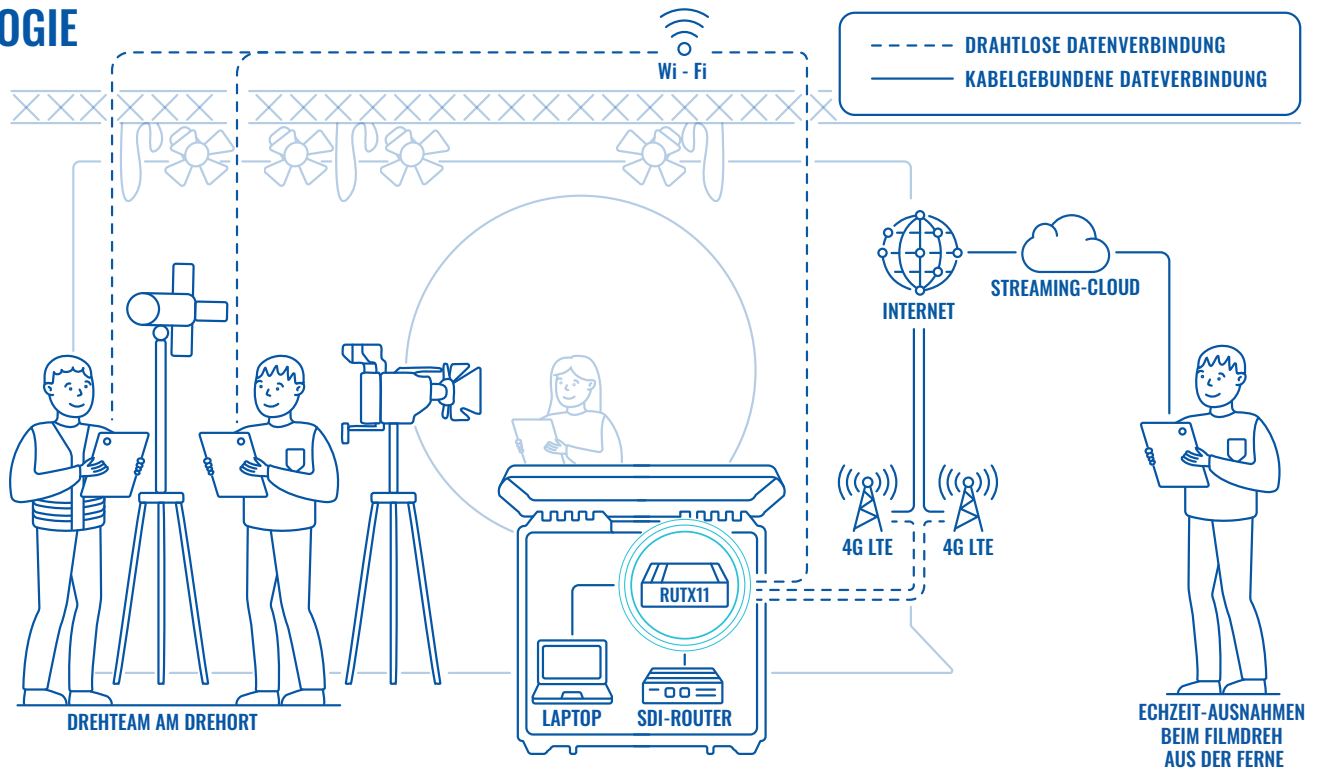 OGIE
Wi - Fi
DRAHTLOSE DATENVERBINDUNG
KABELGEBUNDENE DATEVERBINDUNG
INTERNET
STREAMING-CLOUD
4G LTE
4G LTE
RUTX11
LAPTOP
SDI-ROUTER
DREHTEAM AM DREHORT
ECHZEIT-AUSNAHMEN
BEIM FILMDREH
AUS DER FERNE